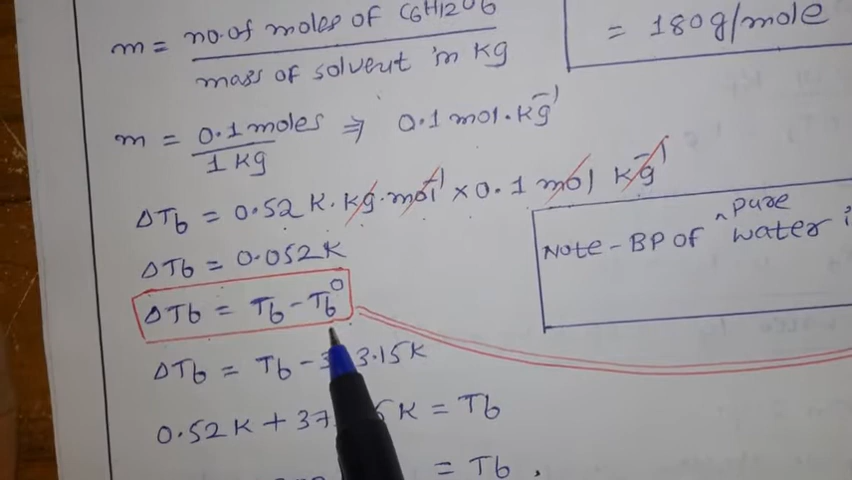 m = no. of moles of C6H12O6
mass of solvent in kg
= 180g/mole
m = 0.1 moles ⇒ 0.1 mol.kg⁻¹
1 kg
ΔTb = 0.52 K.kg.mol⁻¹ × 0.1 mol kg⁻¹
Note - BP of ^pure water
ΔTb = 0.052K
ΔTb = Tb - Tb⁰
ΔTb = Tb - 3 3.15K
0.52K + 37 5K = Tb
= Tb.